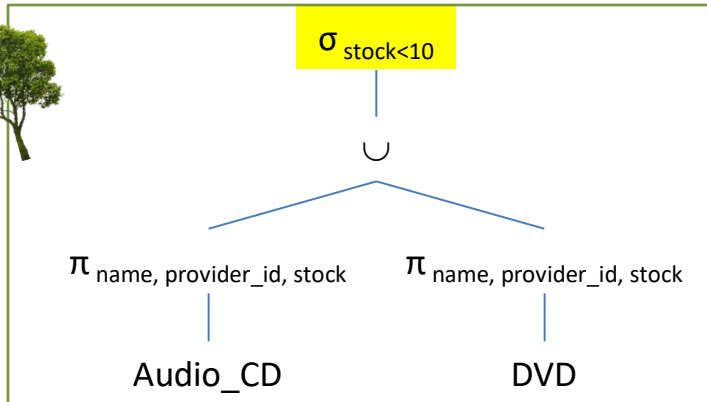 σ stock<10
∪
π name, provider_id, stock π name, provider_id, stock
Audio_CD DVD